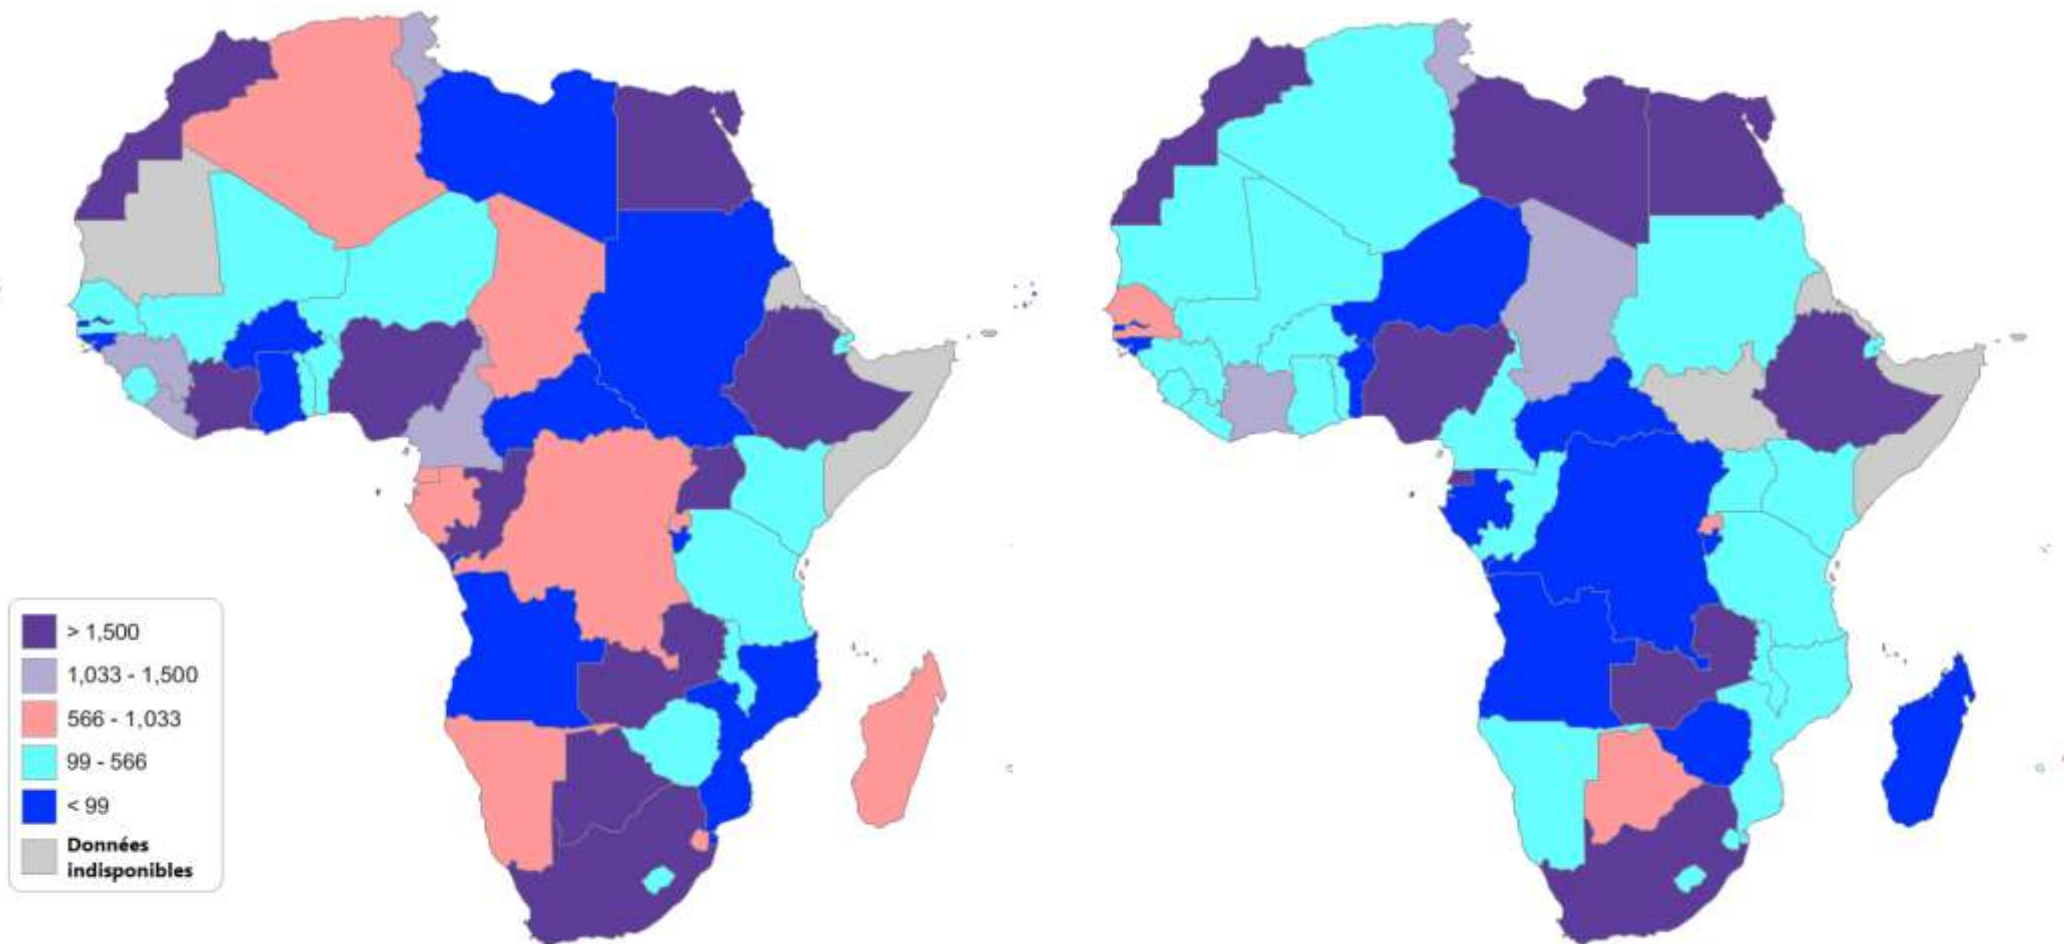 > 1,500
1,033 - 1,500
566 - 1,033
99 - 566
< 99
Données
indisponibles